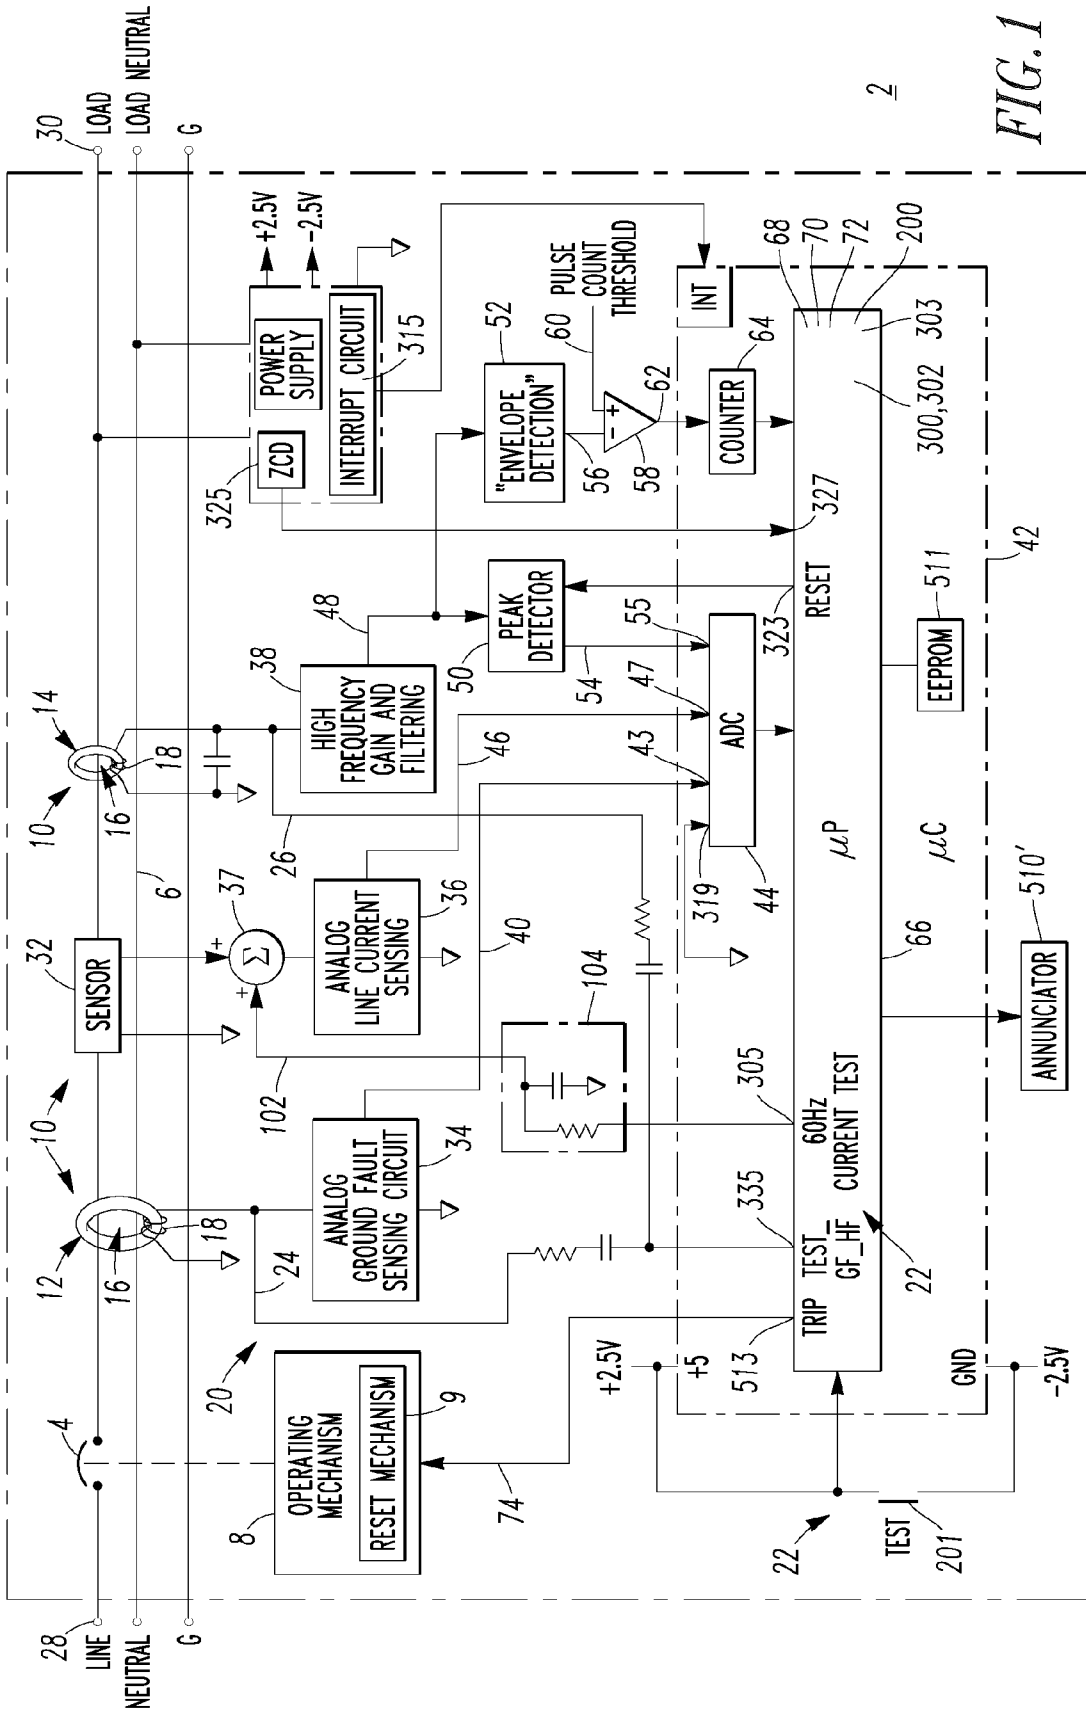 28
LINE
NEUTRAL
G
4
8
OPERATING
MECHANISM
RESET MECHANISM
9
74
20
12
16
18
10
24
ANALOG
GROUND FAULT
SENSING CIRCUIT
34
32
SENSOR
102
+
+
Σ
37
6
ANALOG
LINE CURRENT
SENSING
36
40
104
10
14
16
18
26
HIGH
FREQUENCY
GAIN AND
FILTERING
38
46
48
PEAK
DETECTOR
50
54
325
ZCD
POWER
SUPPLY
INTERRUPT CIRCUIT
315
+2.5V
-2.5V
30
LOAD
LOAD NEUTRAL
G
"ENVELOPE
DETECTION"
52
56
58
- +
60
62
PULSE
COUNT
THRESHOLD
INT
COUNTER
64
+2.5V
+5
513
335
305
319
44
ADC
43
47
55
323
327
TRIP
TEST_
GF_HF
60Hz
CURRENT TEST
22
μP
RESET
68
70
72
200
303
300,302
66
μC
GND
-2.5V
22
TEST
201
ANNUNCIATOR
510'
EEPROM
511
42
2
FIG. 1